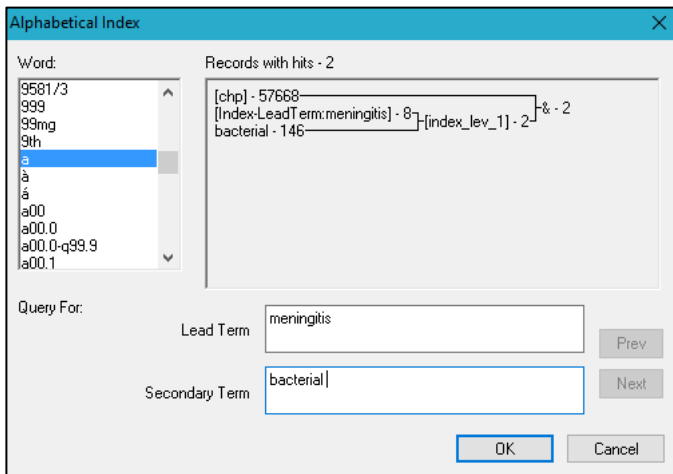 Alphabetical Index
Word:
Records with hits - 2
9581/3
999
99mg
9th
a
à
á
a00
a00.0
a00.0-q99.9
a00.1
[chp] - 57668
& - 2
[Index-LeadTerm:meningitis] - 8
[index_lev_1] - 2
bacterial - 146
Query For:
Lead Term
meningitis
Prev
Secondary Term
bacterial
Next
OK
Cancel